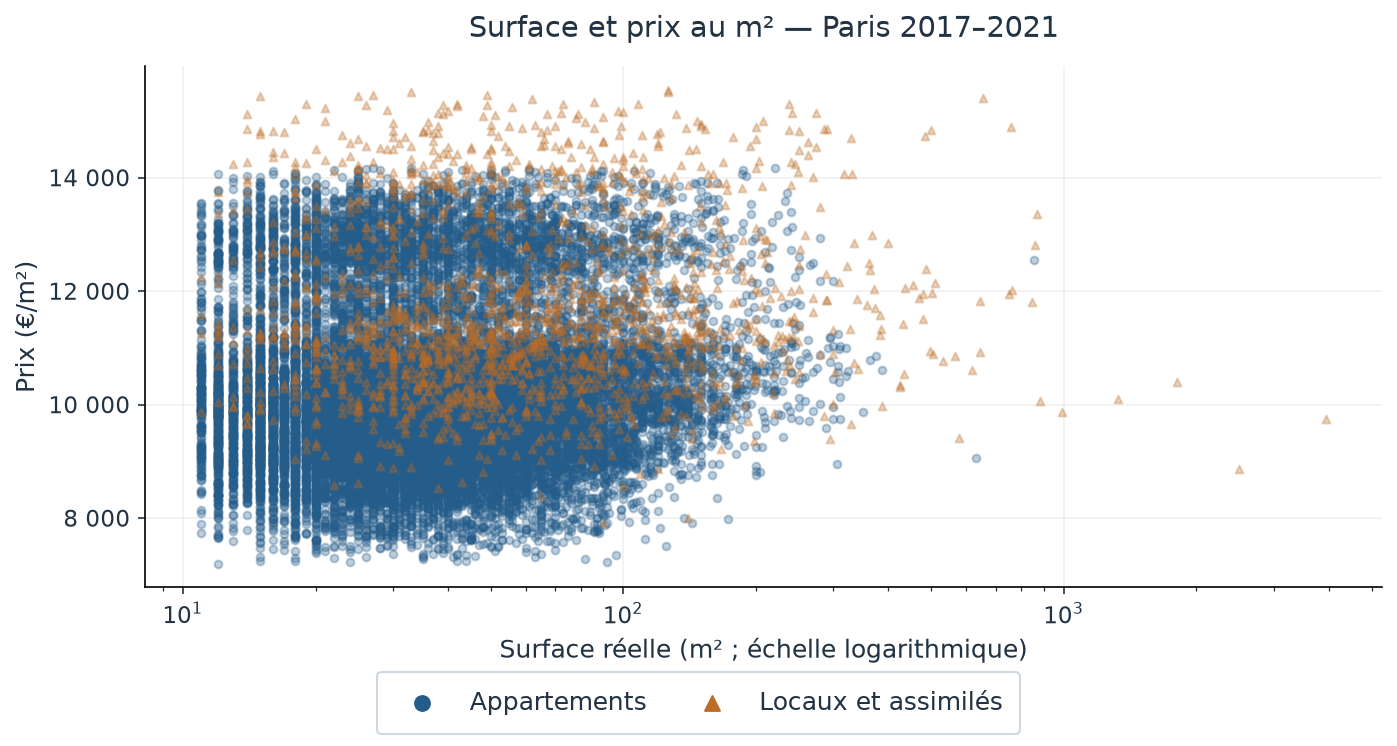 Surface et prix au m² — Paris 2017–2021
Prix (€/m²)
14 000
12 000
10 000
8 000
10¹
10²
10³
Surface réelle (m² ; échelle logarithmique)
Appartements
Locaux et assimilés